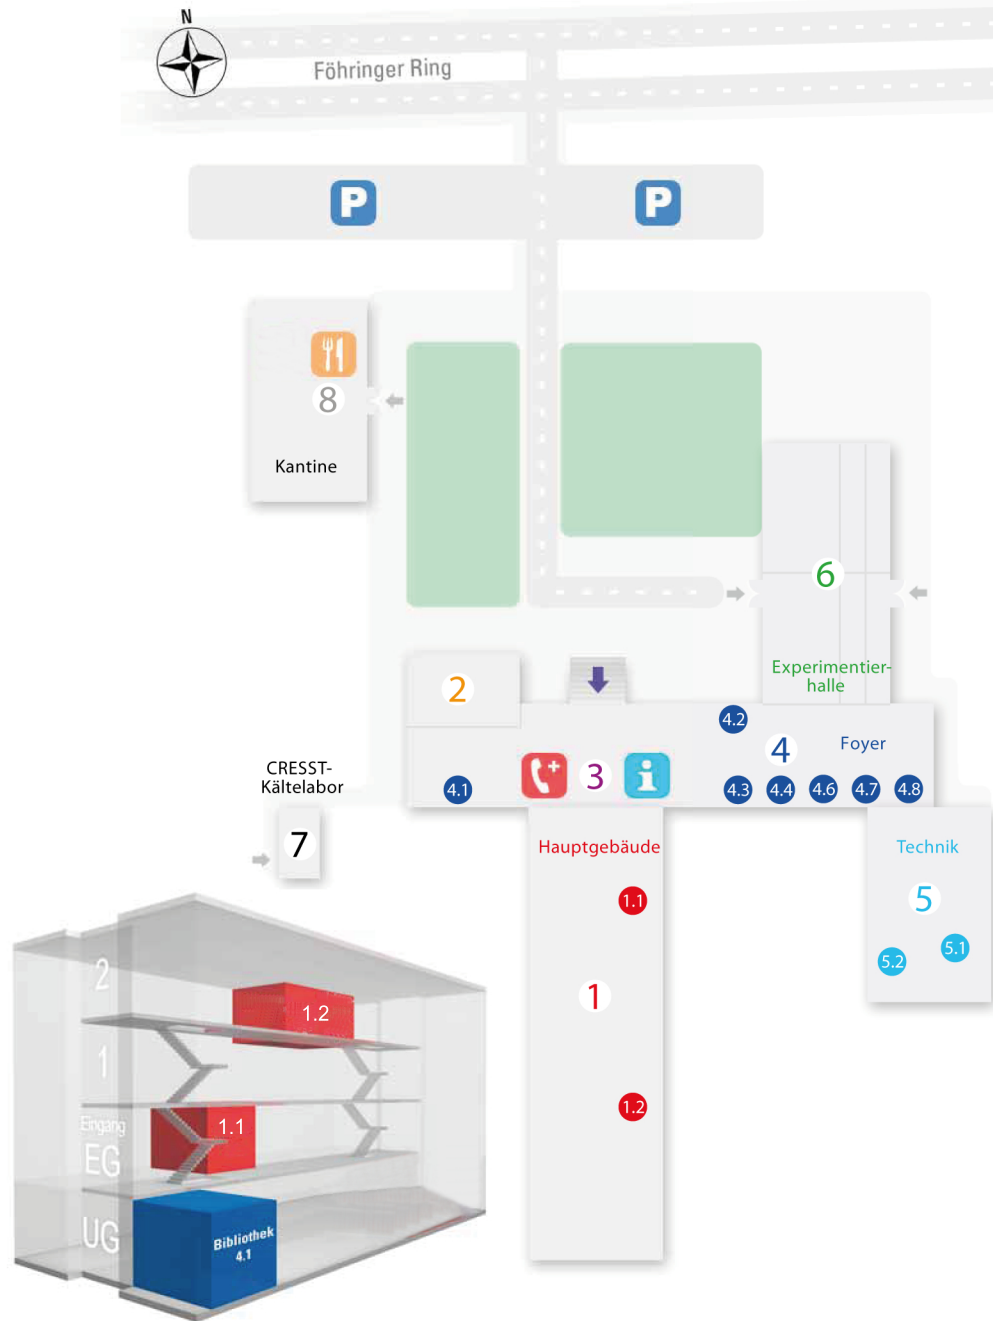 N
Föhringer Ring
P
P
8
Kantine
6
Experimentier-
halle
2
4.2
4
Foyer
3
i
4.1
4.3
4.4
4.6
4.7
4.8
CRESST-
Kältelabor
7
Hauptgebäude
Technik
1.1
5
5.1
5.2
1
1.2
2
1.2
1
Eingang
1.1
EG
UG
Bibliothek
4.1